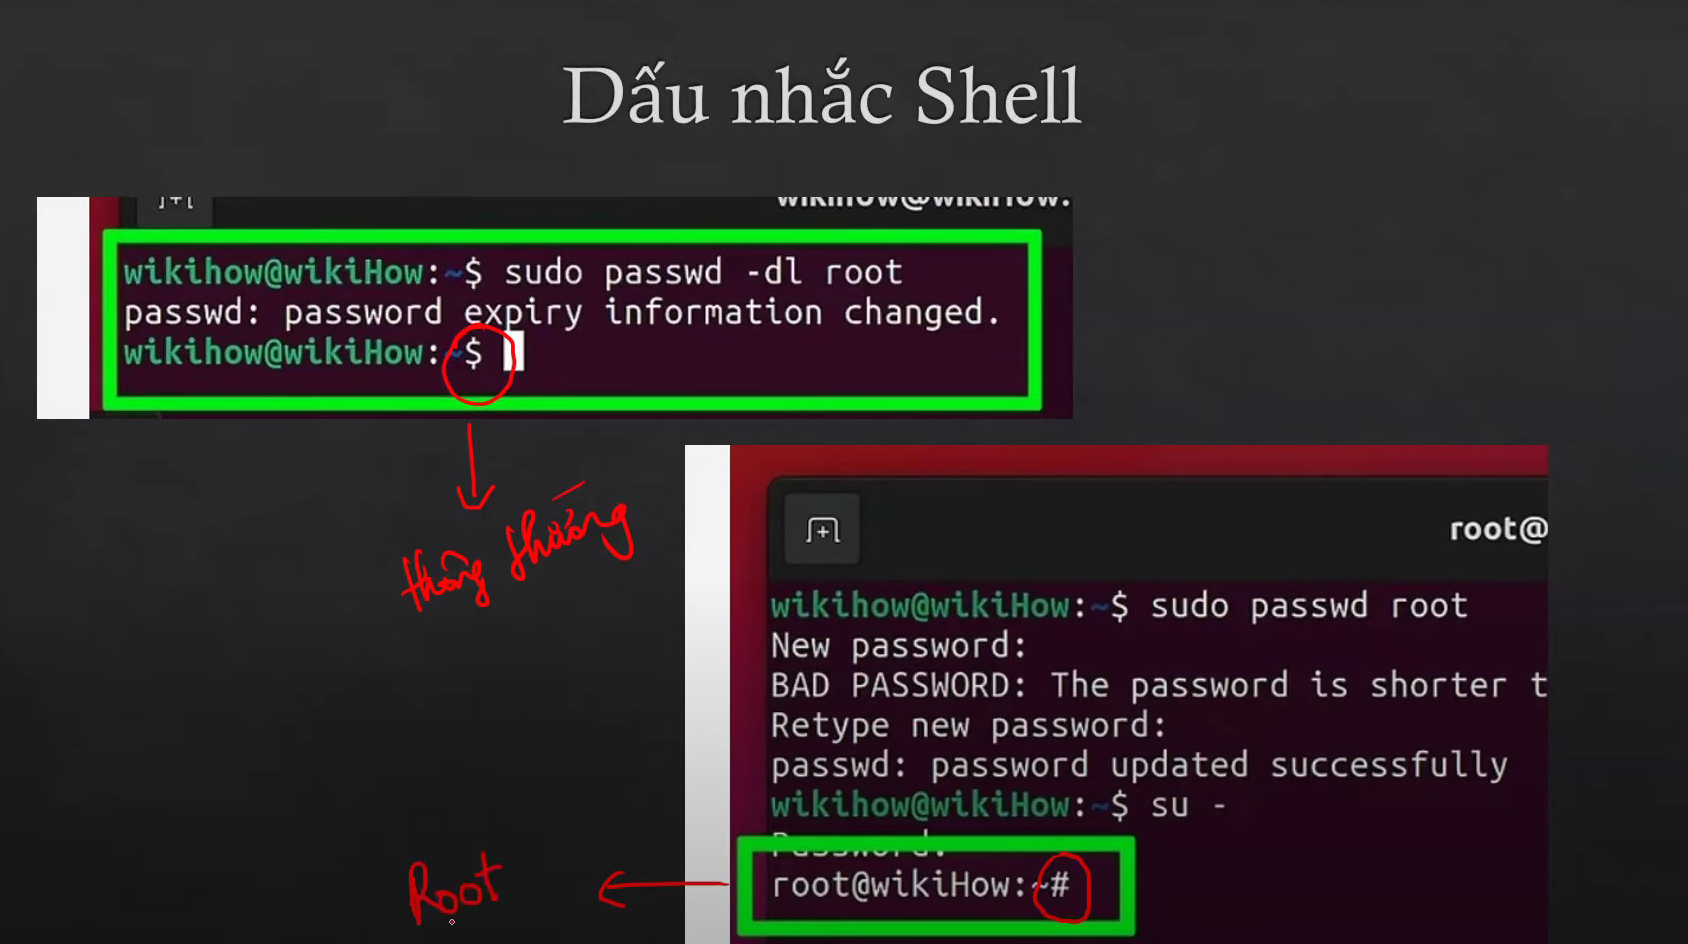 Dấu nhắc Shell
wikihow@wikiHow:
wikihow@wikiHow:~$ sudo passwd -dl root
passwd: password expiry information changed.
wikihow@wikiHow:~$
thông thường
root@
wikihow@wikiHow:~$ sudo passwd root
New password:
BAD PASSWORD: The password is shorter t
Retype new password:
passwd: password updated successfully
wikihow@wikiHow:~$ su -
Password:
root@wikiHow:~#
Root